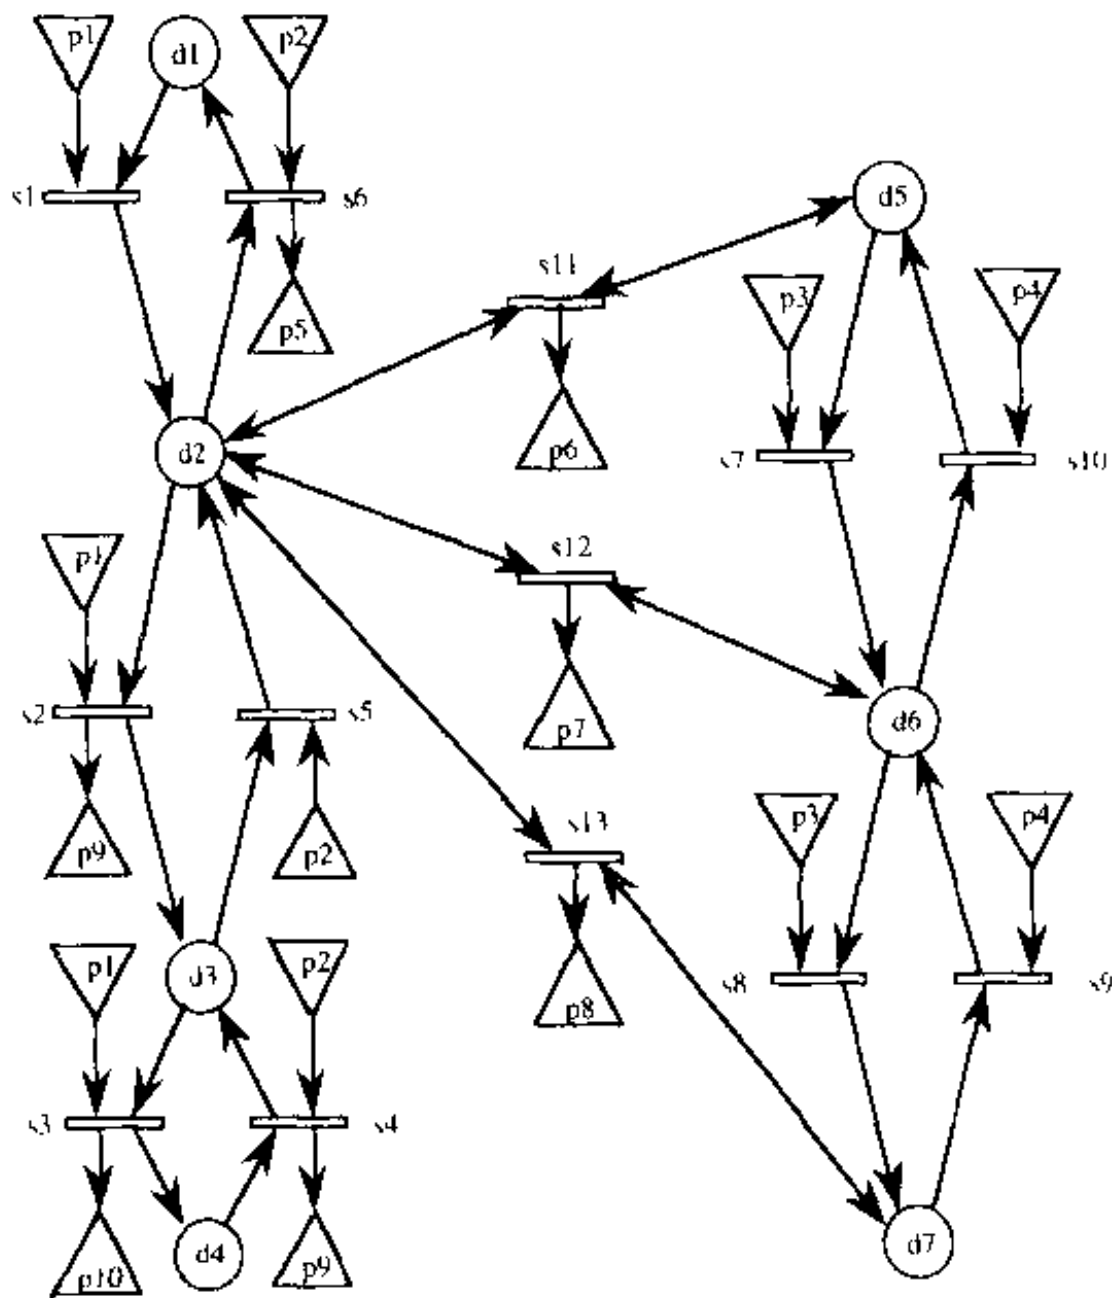 p1 d1 p2
s1 s6 d5
s11
p3 p4
p5
d2 p6 s7 s10
p1 s12
s2 s5 p7 d6
p9 p2 s13 p3 p4
p1 d3 p2
p8 s8 s9
s3 s4
p10 d4 p9 d7